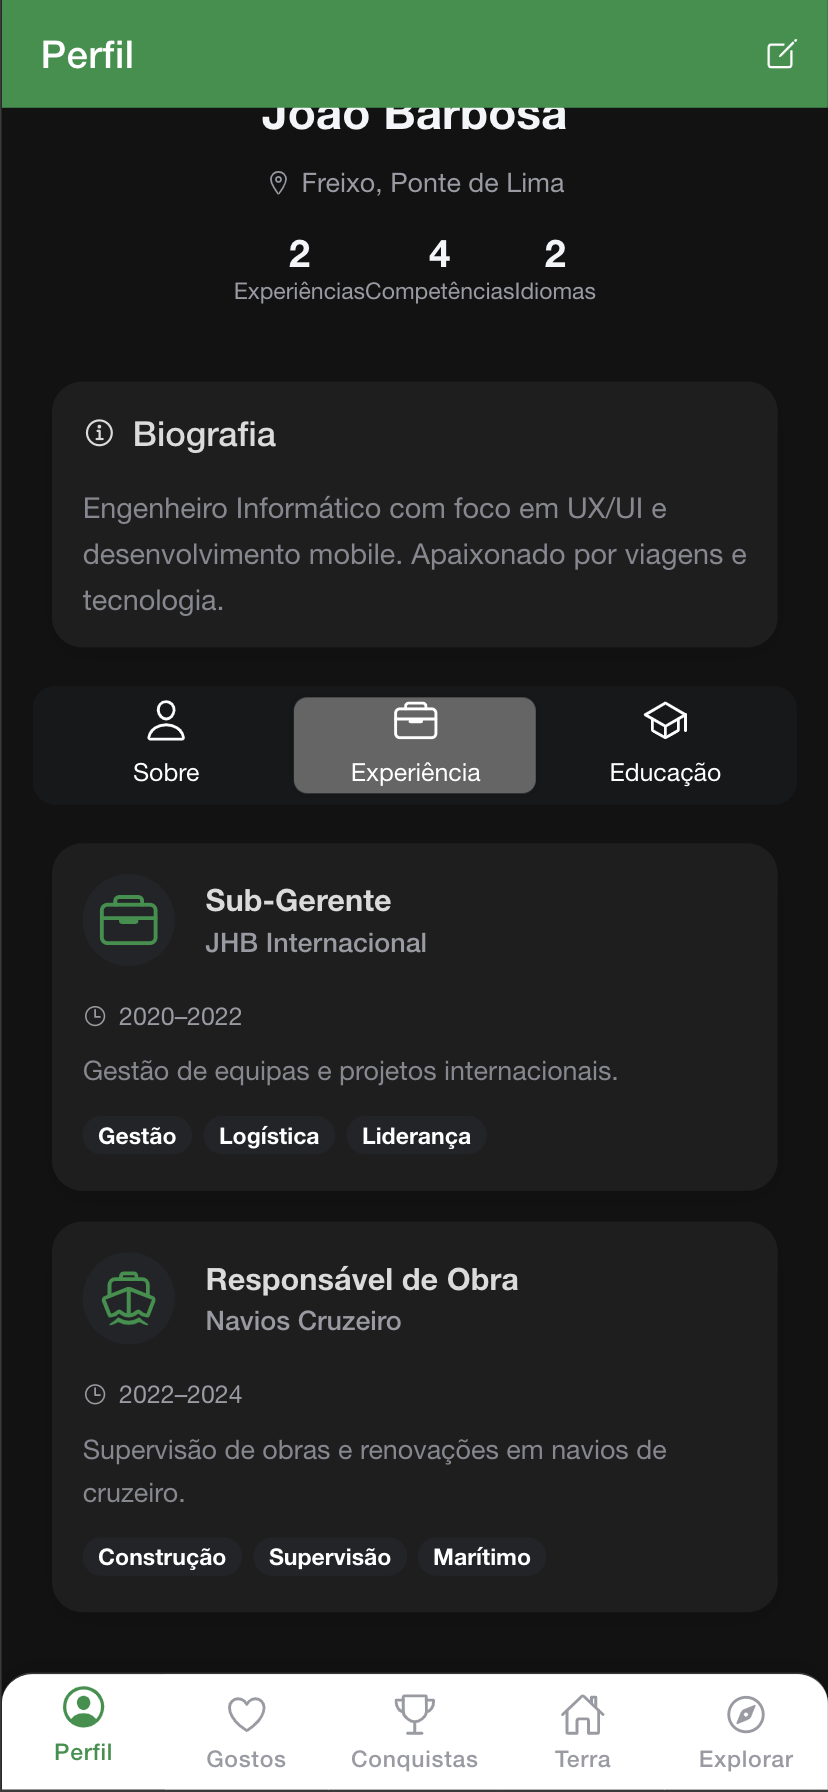 Perfil
João Barbosa
Freixo, Ponte de Lima
2 4 2
Experiências Competências Idiomas
Biografia
Engenheiro Informático com foco em UX/UI e
desenvolvimento mobile. Apaixonado por viagens e
tecnologia.
Sobre Experiência Educação
Sub-Gerente
JHB Internacional
2020–2022
Gestão de equipas e projetos internacionais.
Gestão Logística Liderança
Responsável de Obra
Navios Cruzeiro
2022–2024
Supervisão de obras e renovações em navios de
cruzeiro.
Construção Supervisão Marítimo
Perfil Gostos Conquistas Terra Explorar